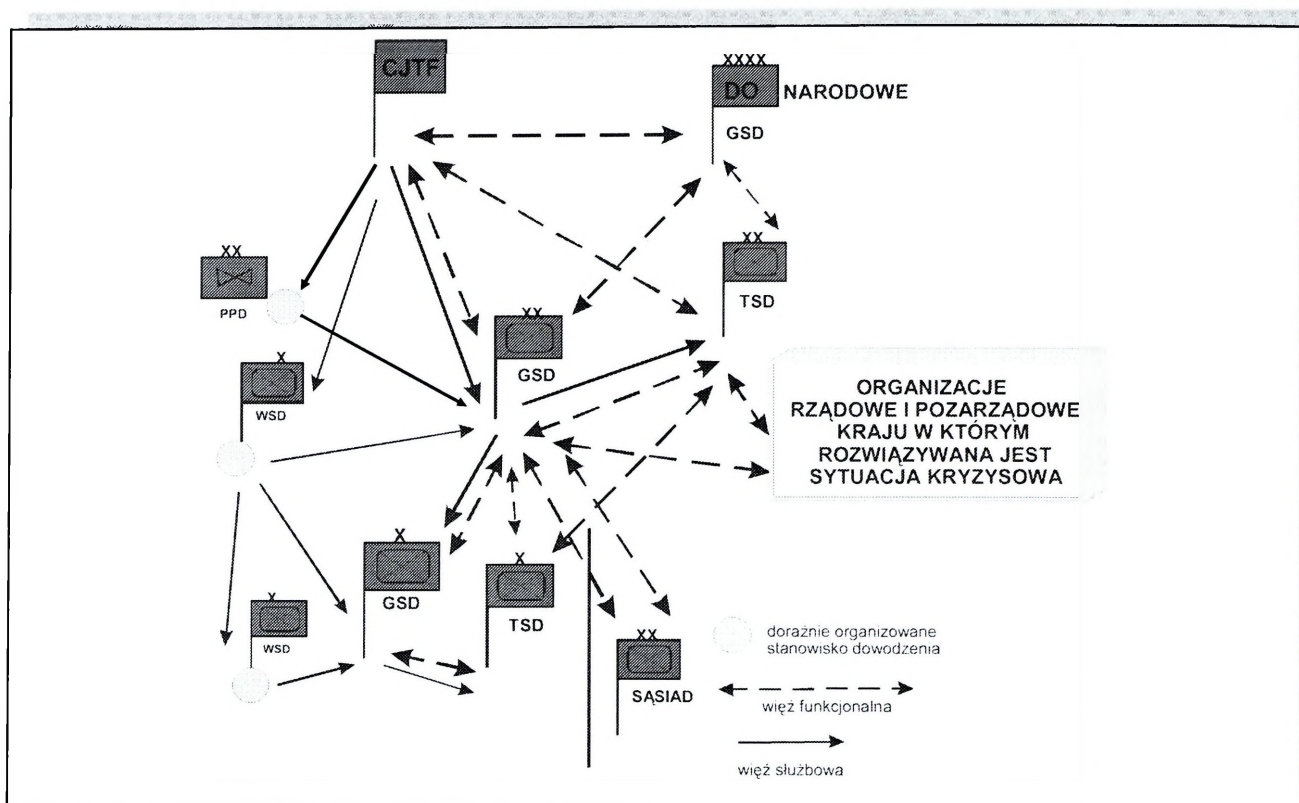 CJTF
XXXX
DO NARODOWE
GSD
XX
TSD
XX
PPD
XX
GSD
X
WSD
ORGANIZACJE
RZĄDOWE I POZARZĄDOWE
KRAJU W KTÓRYM
ROZWIĄZYWANA JEST
SYTUACJA KRYZYSOWA
X
GSD
X
TSD
X
WSD
XX
SĄSIAD
doraźnie organizowane
stanowisko dowodzenia
więź funkcjonalna
więź służbowa